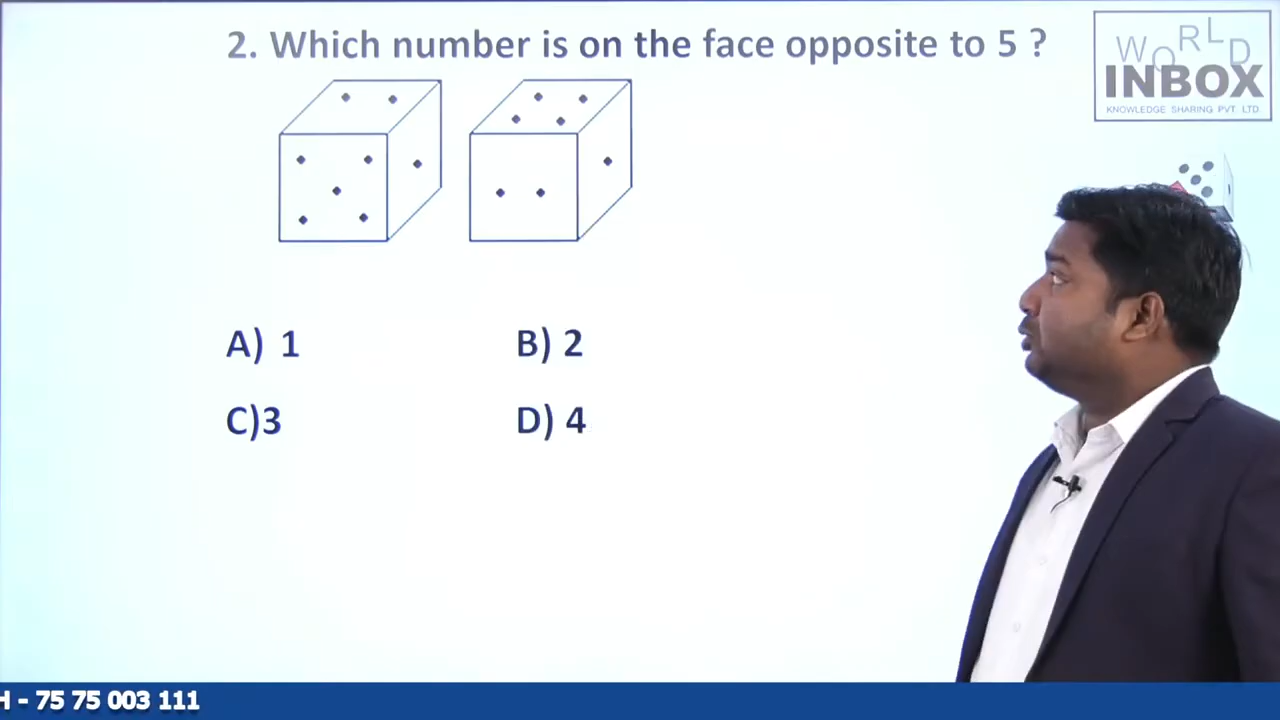 2. Which number is on the face opposite to 5 ?
WORLD
INBOX
KNOWLEDGE SHARING PVT. LTD.
A) 1
B) 2
C)3
D) 4
H - 75 75 003 111